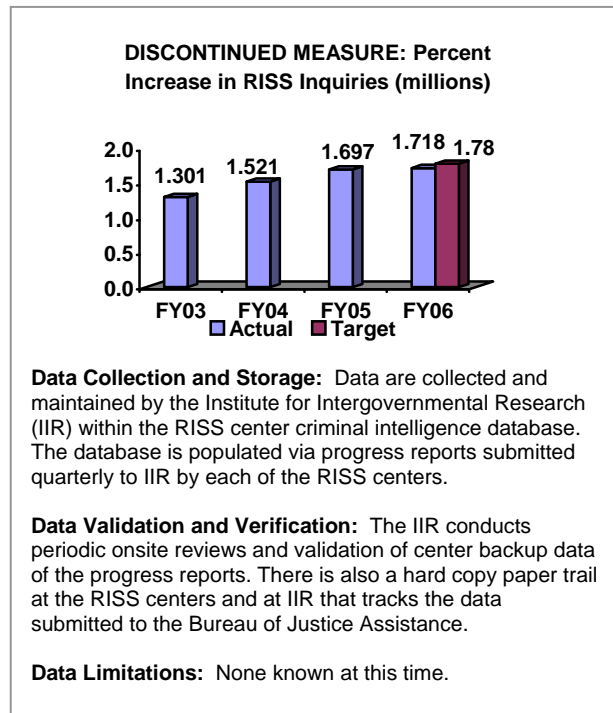 DISCONTINUED MEASURE: Percent
Increase in RISS Inquiries (millions)
1.301
1.521
1.697
1.718
1.78
2.0
1.5
1.0
0.5
0.0
FY03 FY04 FY05 FY06
Actual Target
Data Collection and Storage: Data are collected and
maintained by the Institute for Intergovernmental Research
(IIR) within the RISS center criminal intelligence database.
The database is populated via progress reports submitted
quarterly to IIR by each of the RISS centers.
Data Validation and Verification: The IIR conducts
periodic onsite reviews and validation of center backup data
of the progress reports. There is also a hard copy paper trail
at the RISS centers and at IIR that tracks the data
submitted to the Bureau of Justice Assistance.
Data Limitations: None known at this time.